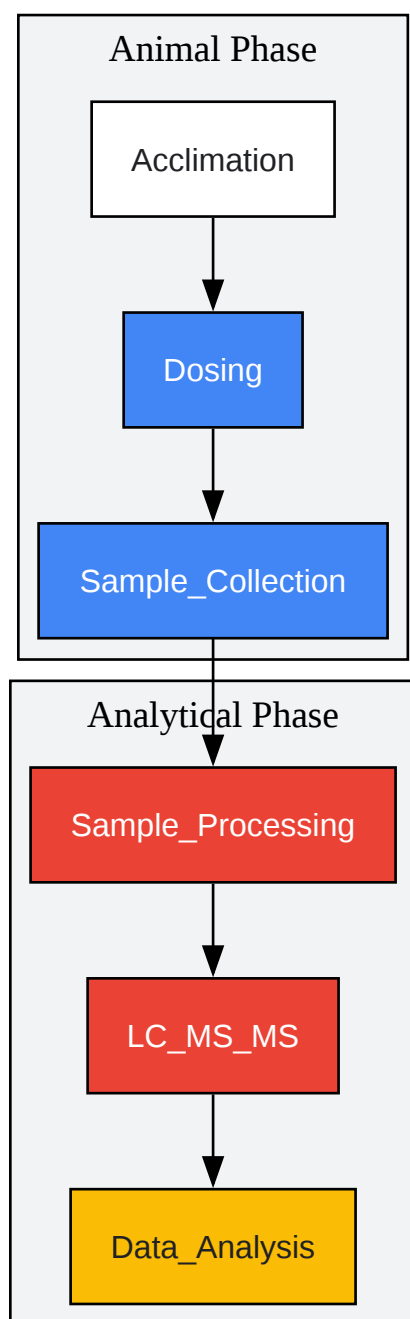 Animal Phase
Acclimation
Dosing
Sample_Collection
Analytical Phase
Sample_Processing
LC_MS_MS
Data_Analysis